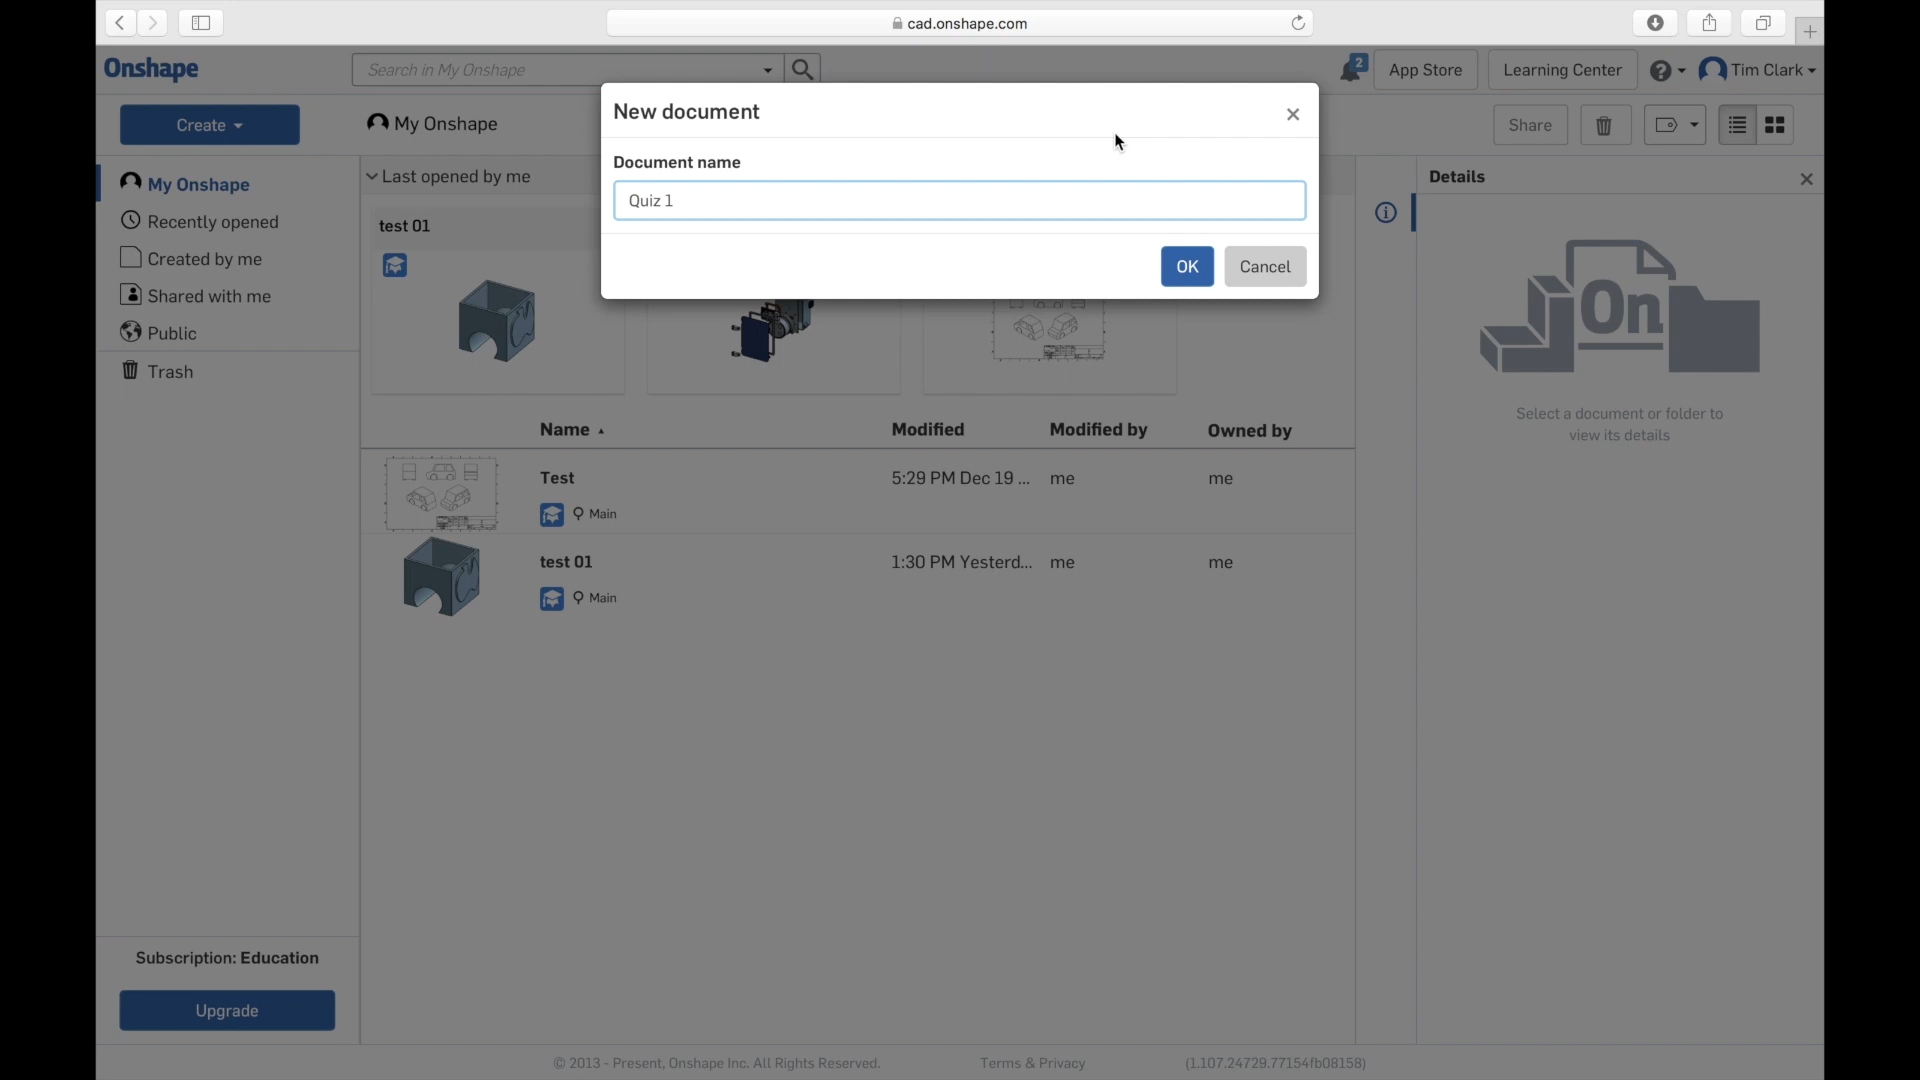 cad.onshape.com
Onshape
Search in My Onshape
2
App Store
Learning Center
Tim Clark
Create
My Onshape
Share
New document
Document name
Quiz 1
OK
Cancel
My Onshape
Recently opened
Created by me
Shared with me
Public
Trash
Last opened by me
test 01
Details
On
Select a document or folder to
view its details
Name
Modified
Modified by
Owned by
Test
5:29 PM Dec 19 ...
me
me
Main
test 01
1:30 PM Yesterd...
me
me
Main
Subscription: Education
Upgrade
© 2013 - Present, Onshape Inc. All Rights Reserved.
Terms & Privacy
(1.107.24729.77154fb08158)